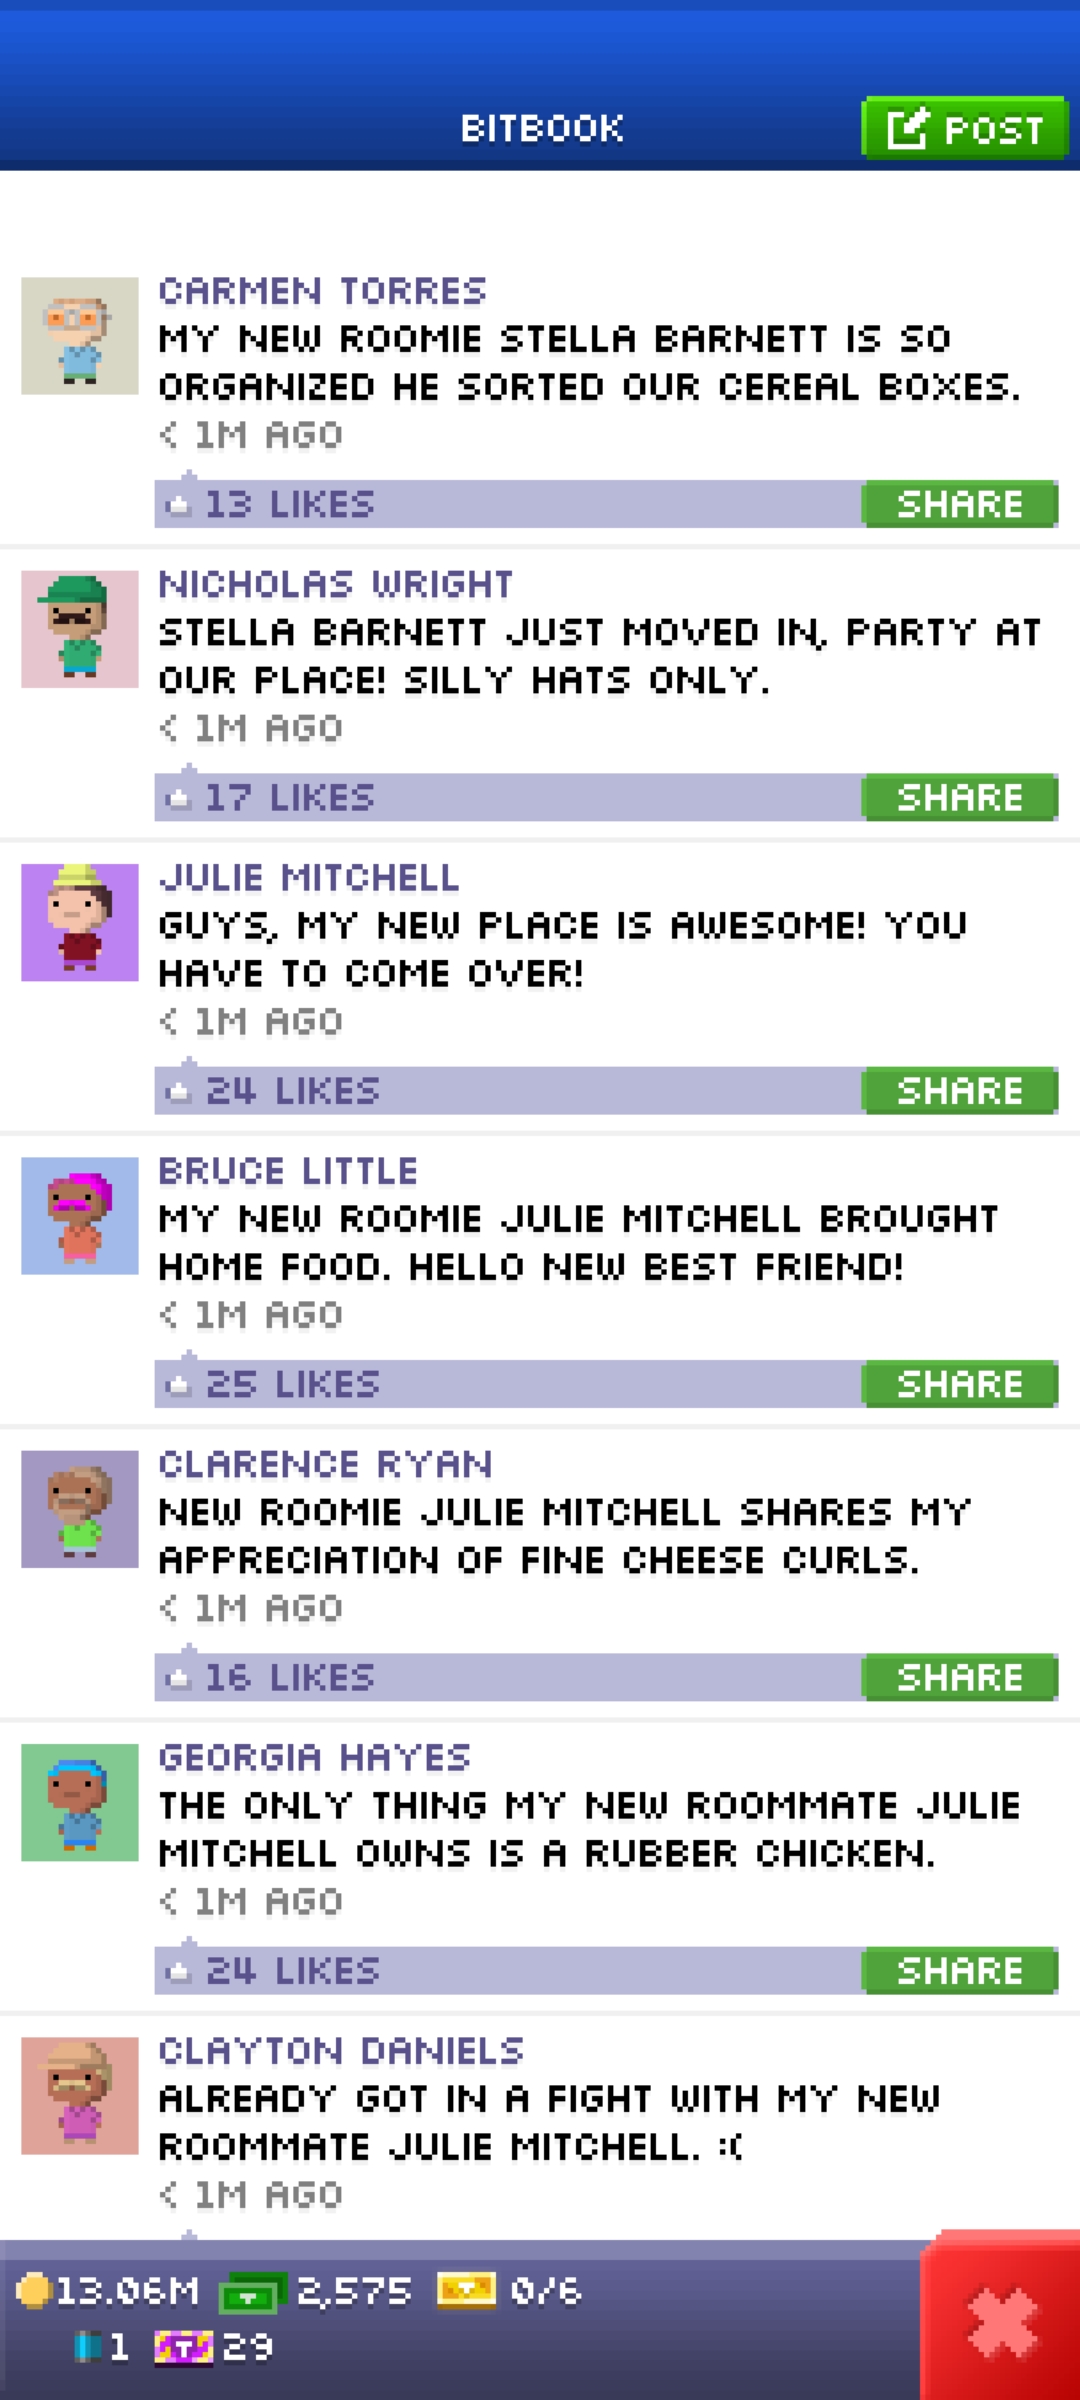 BITBOOK
POST
CARMEN TORRES
MY NEW ROOMIE STELLA BARNETT IS SO
ORGANIZED HE SORTED OUR CEREAL BOXES.
< 1M AGO
13 LIKES
SHARE
NICHOLAS WRIGHT
STELLA BARNETT JUST MOVED IN, PARTY AT
OUR PLACE! SILLY HATS ONLY.
< 1M AGO
17 LIKES
SHARE
JULIE MITCHELL
GUYS, MY NEW PLACE IS AWESOME! YOU
HAVE TO COME OVER!
< 1M AGO
24 LIKES
SHARE
BRUCE LITTLE
MY NEW ROOMIE JULIE MITCHELL BROUGHT
HOME FOOD. HELLO NEW BEST FRIEND!
< 1M AGO
25 LIKES
SHARE
CLARENCE RYAN
NEW ROOMIE JULIE MITCHELL SHARES MY
APPRECIATION OF FINE CHEESE CURLS.
< 1M AGO
16 LIKES
SHARE
GEORGIA HAYES
THE ONLY THING MY NEW ROOMMATE JULIE
MITCHELL OWNS IS A RUBBER CHICKEN.
< 1M AGO
24 LIKES
SHARE
CLAYTON DANIELS
ALREADY GOT IN A FIGHT WITH MY NEW
ROOMMATE JULIE MITCHELL. :(
< 1M AGO
13.06M 2,575 0/6
1 29